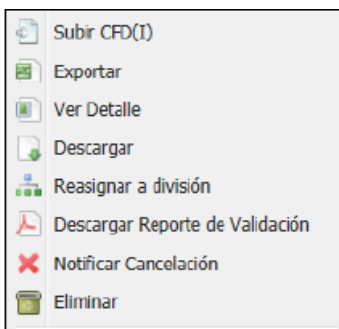 Subir CFD(I)
Exportar
Ver Detalle
Descargar
Reasignar a división
Descargar Reporte de Validación
Notificar Cancelación
Eliminar